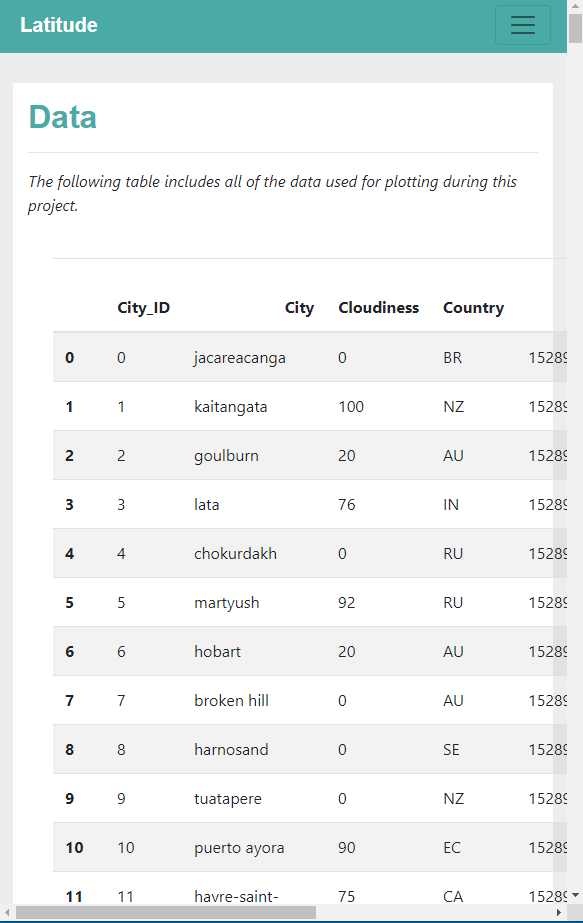 Latitude
Data
The following table includes all of the data used for plotting during this
project.
City_ID City Cloudiness Country
0 0 jacareacanga 0 BR 15289
1 1 kaitangata 100 NZ 15289
2 2 goulburn 20 AU 15289
3 3 lata 76 IN 15289
4 4 chokurdakh 0 RU 15289
5 5 martyush 92 RU 15289
6 6 hobart 20 AU 15289
7 7 broken hill 0 AU 15289
8 8 harnosand 0 SE 15289
9 9 tuatapere 0 NZ 15289
10 10 puerto ayora 90 EC 15289
11 11 havre-saint- 75 CA 15289